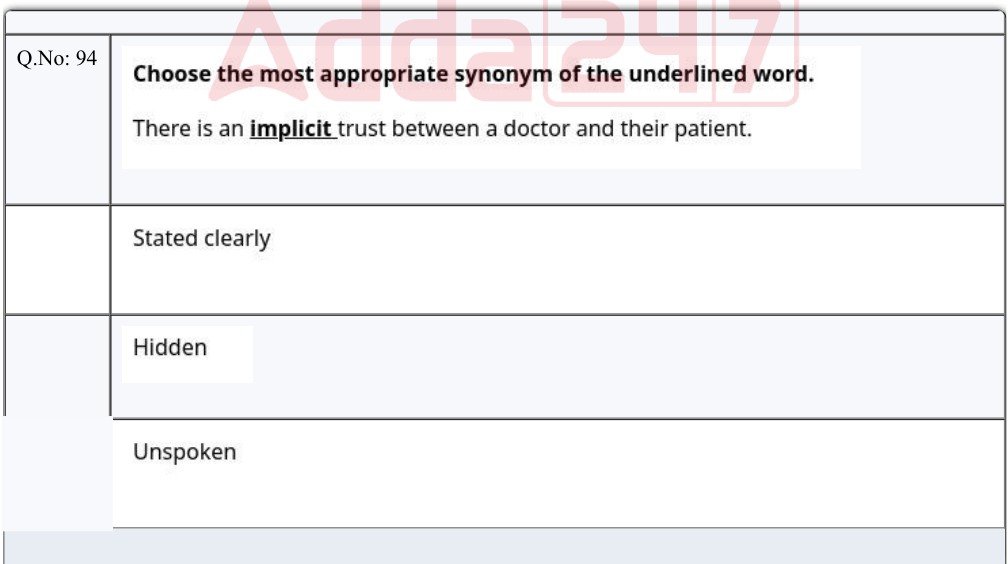 Adda247
Q.No: 94
Choose the most appropriate synonym of the underlined word.
There is an implicit trust between a doctor and their patient.
Stated clearly
Hidden
Unspoken